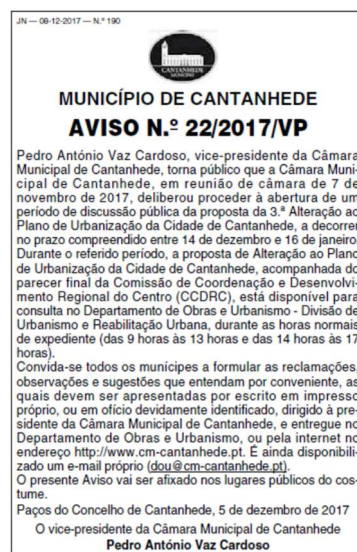 JN — 08-12-2017 — N.º 190
CANTANHEDE
MUNICÍPIO
MUNICÍPIO DE CANTANHEDE
AVISO N.º 22/2017/VP
Pedro António Vaz Cardoso, vice-presidente da Câmara
Municipal de Cantanhede, torna público que a Câmara Muni-
cipal de Cantanhede, em reunião de câmara de 7 de
novembro de 2017, deliberou proceder à abertura de um
período de discussão pública da proposta da 3.ª Alteração ao
Plano de Urbanização da Cidade de Cantanhede, a decorrer
no prazo compreendido entre 14 de dezembro e 16 de janeiro.
Durante o referido período, a proposta de Alteração ao Plano
de Urbanização da Cidade de Cantanhede, acompanhada do
parecer final da Comissão de Coordenação e Desenvolvi-
mento Regional do Centro (CCDRC), está disponível para
consulta no Departamento de Obras e Urbanismo - Divisão de
Urbanismo e Reabilitação Urbana, durante as horas normais
de expediente (das 9 horas às 13 horas e das 14 horas às 17
horas).
Convida-se todos os munícipes a formular as reclamações,
observações e sugestões que entendam por conveniente, as
quais devem ser apresentadas por escrito em impresso
próprio, ou em ofício devidamente identificado, dirigido à pre-
sidente da Câmara Municipal de Cantanhede, e entregue no
Departamento de Obras e Urbanismo, ou pela internet no
endereço http://www.cm-cantanhede.pt. É ainda disponibili-
zado um e-mail próprio (dou@cm-cantanhede.pt).
O presente Aviso vai ser afixado nos lugares públicos do cos-
tume.
Paços do Concelho de Cantanhede, 5 de dezembro de 2017
O vice-presidente da Câmara Municipal de Cantanhede
Pedro António Vaz Cardoso